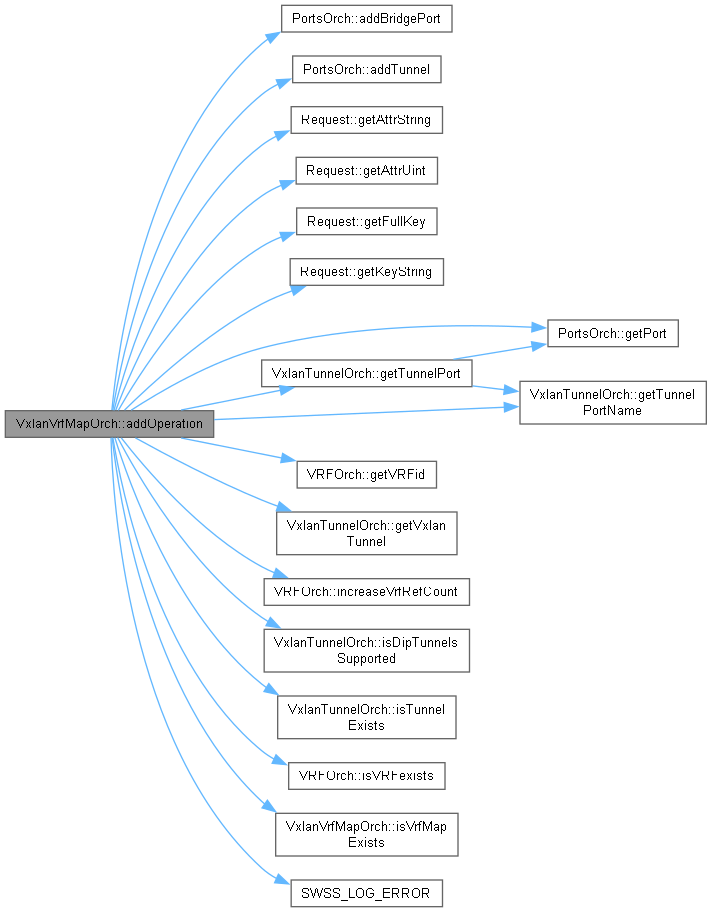 PortsOrch::addBridgePort
PortsOrch::addTunnel
Request::getAttrString
Request::getAttrUint
Request::getFullKey
Request::getKeyString
PortsOrch::getPort
VxlanTunnelOrch::getTunnelPort
VxlanTunnelOrch::getTunnel
PortName
VxlanVrfMapOrch::addOperation
VRFOrch::getVRFid
VxlanTunnelOrch::getVxlan
Tunnel
VRFOrch::increaseVrfRefCount
VxlanTunnelOrch::isDipTunnels
Supported
VxlanTunnelOrch::isTunnel
Exists
VRFOrch::isVRFexists
VxlanVrfMapOrch::isVrfMap
Exists
SWSS_LOG_ERROR